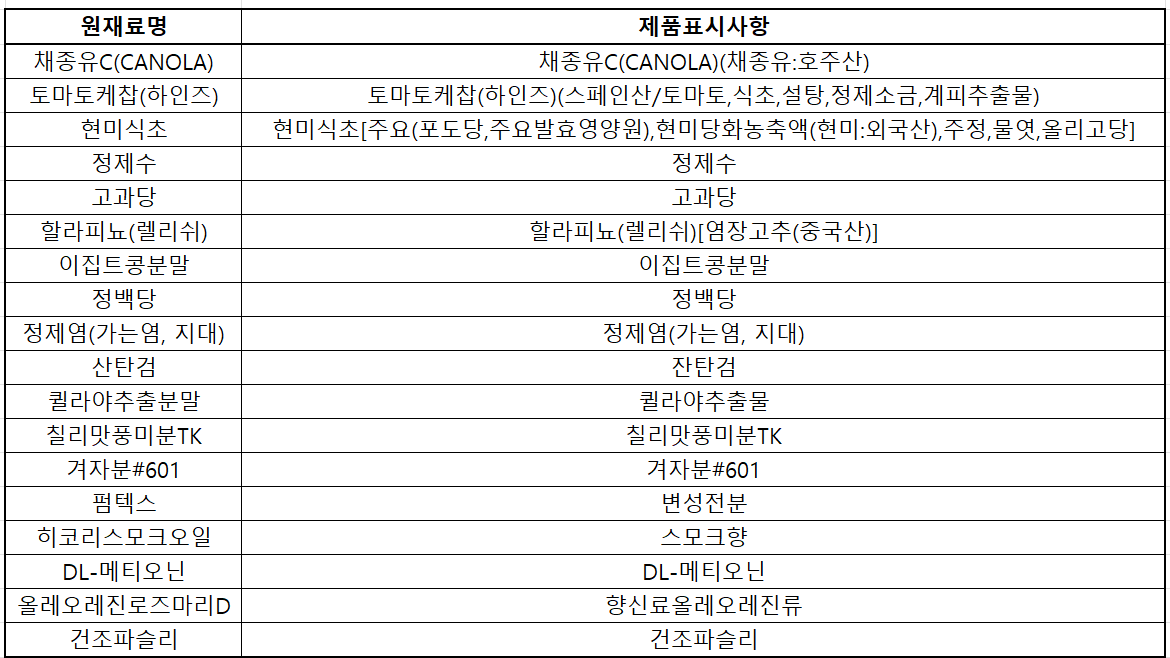 원재료명 제품표시사항
채종유C(CANOLA) 채종유C(CANOLA)(채종유:호주산)
토마토케찹(하인즈) 토마토케찹(하인즈)(스페인산/토마토,식초,설탕,정제소금,계피추출물)
현미식초 현미식초[주요(포도당,주요발효영양원),현미당화농축액(현미:외국산),주정,물엿,올리고당]
정제수 정제수
고과당 고과당
할라피뇨(렐리쉬) 할라피뇨(렐리쉬)[염장고추(중국산)]
이집트콩분말 이집트콩분말
정백당 정백당
정제염(가는염, 지대) 정제염(가는염, 지대)
산탄검 잔탄검
퀼라야추출분말 퀼라야추출물
칠리맛풍미분TK 칠리맛풍미분TK
겨자분#601 겨자분#601
펌텍스 변성전분
히코리스모크오일 스모크향
DL-메티오닌 DL-메티오닌
올레오레진로즈마리D 향신료올레오레진류
건조파슬리 건조파슬리